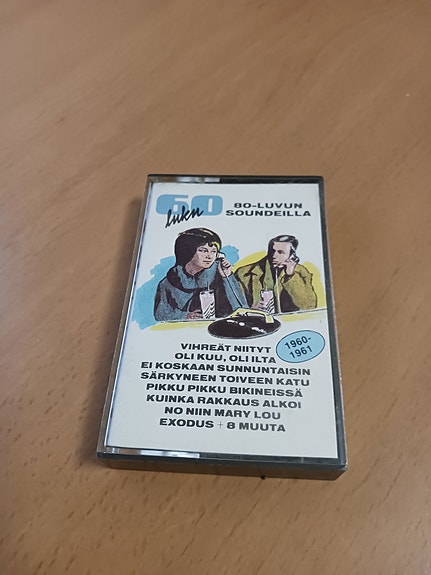 60 luku
80-LUVUN
SOUNDEILLA
VIHREÄT NIITYT
OLI KUU, OLI ILTA
EI KOSKAAN SUNNUNTAISIN
SÄRKYNEEN TOIVEEN KATU
PIKKU PIKKU BIKINEISSÄ
KUINKA RAKKAUS ALKOI
NO NIIN MARY LOU
EXODUS + 8 MUUTA
1960-
1961